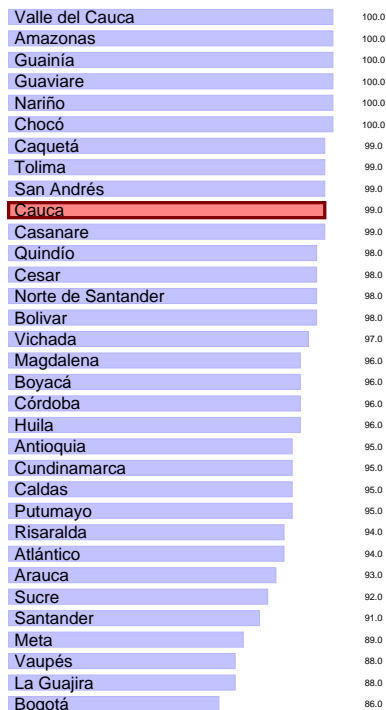 Valle del Cauca 100.0
Amazonas 100.0
Guainía 100.0
Guaviare 100.0
Nariño 100.0
Chocó 100.0
Caquetá 99.0
Tolima 99.0
San Andrés 99.0
Cauca 99.0
Casanare 99.0
Quindío 98.0
Cesar 98.0
Norte de Santander 98.0
Bolivar 98.0
Vichada 97.0
Magdalena 96.0
Boyacá 96.0
Córdoba 96.0
Huila 96.0
Antioquia 95.0
Cundinamarca 95.0
Caldas 95.0
Putumayo 95.0
Risaralda 94.0
Atlántico 94.0
Arauca 93.0
Sucre 92.0
Santander 91.0
Meta 89.0
Vaupés 88.0
La Guajira 88.0
Bogotá 86.0